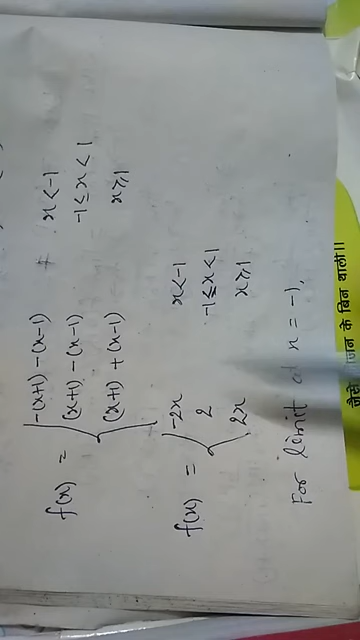 f(x) = { -(x+1) - (x-1)    x < -1
(x+1) - (x-1)    -1 ≤ x < 1
(x+1) + (x-1)    x ≥ 1
f(x) = { -2x    x < -1
2    -1 ≤ x < 1
2x    x ≥ 1
For limit at x = -1,
के बिन वाली॥